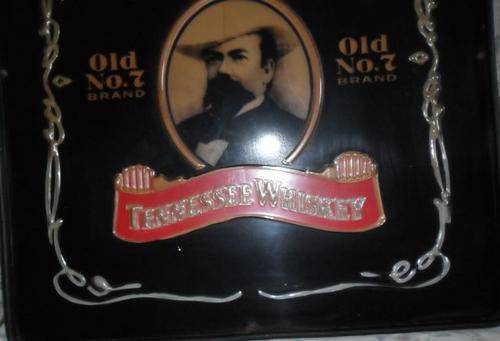 Old
No.7
BRAND
Old
No.7
BRAND
TENNESSEE WHISKEY